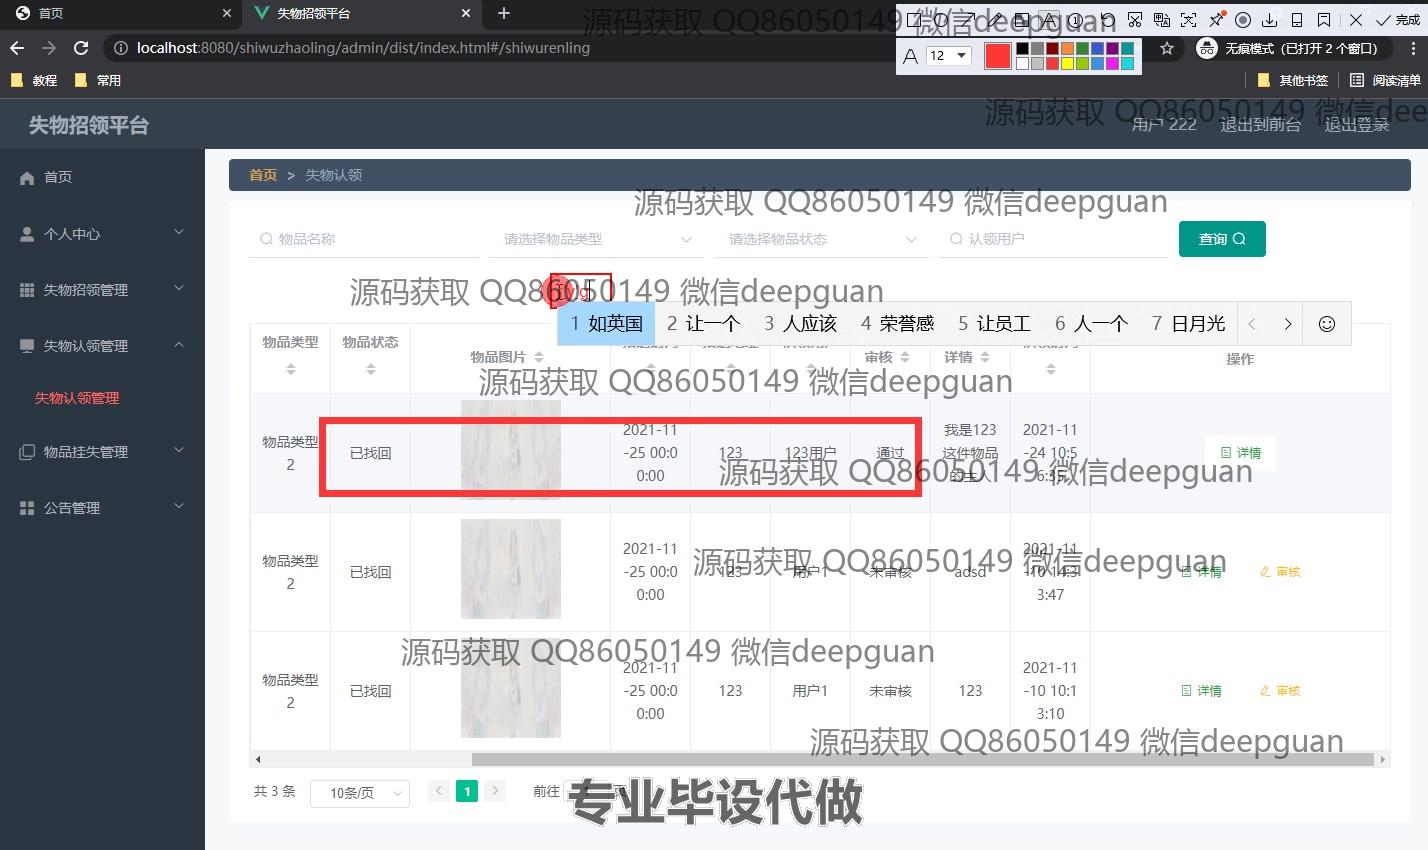 首页
失物招领平台
localhost:8080/shiwuzhaoling/admin/dist/index.html#/shiwurenling
无痕模式（已打开 2 个窗口）
完成
A 12
教程
常用
其他书签
阅读清单
失物招领平台
用户 222
退出到前台
退出登录
首页
个人中心
失物招领管理
失物认领管理
失物认领管理
物品挂失管理
公告管理
首页 > 失物认领
物品名称
请选择物品类型
请选择物品状态
认领用户
查询
1 如英国 2 让一个 3 人应该 4 荣誉感 5 让员工 6 人一个 7 日月光
物品类型 物品状态 物品图片 审核 详情 操作
物品类型2 已找回 2021-11-25 00:00:00 123 123用户 通过 我是123这件物品的主人 2021-11-24 10:56:35 详情
物品类型2 已找回 2021-11-25 00:00:00 123 用户1 未审核 adsd 2021-11-10 14:33:47 详情 审核
物品类型2 已找回 2021-11-25 00:00:00 123 用户1 未审核 123 2021-11-10 10:13:10 详情 审核
共 3 条
10条/页
1
前往 1 页
专业毕设代做
源码获取 QQ86050149 微信deepguan
源码获取 QQ86050149 微信dee
源码获取 QQ86050149 微信deepguan
源码获取 QQ86050149 微信deepguan
源码获取 QQ86050149 微信deepguan
源码获取 QQ86050149 微信deepguan
源码获取 QQ86050149 微信deepguan
源码获取 QQ86050149 微信deepguan
源码获取 QQ86050149 微信deepguan